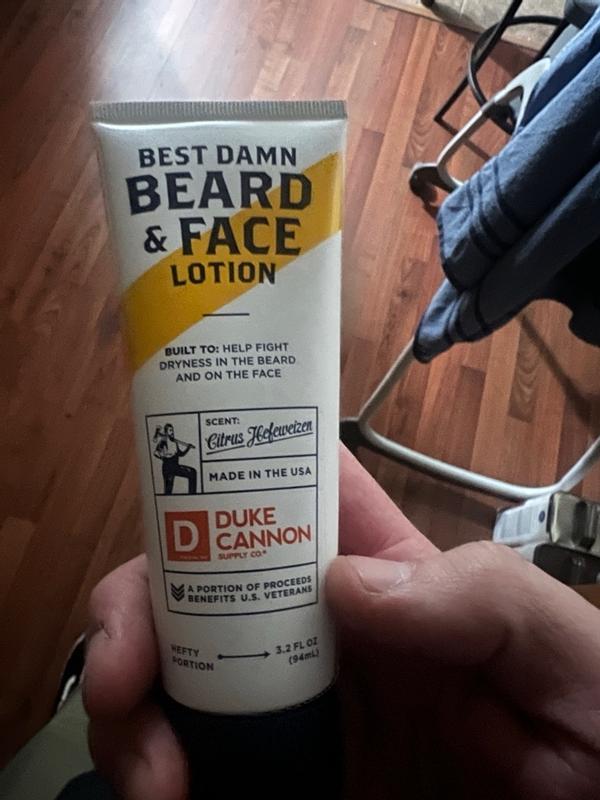 BEST DAMN
BEARD
& FACE
LOTION
BUILT TO: HELP FIGHT
DRYNESS IN THE BEARD
AND ON THE FACE
SCENT:
Citrus Hefeweizen
MADE IN THE USA
D
DUKE
CANNON
SUPPLY CO.®
A PORTION OF PROCEEDS
BENEFITS U.S. VETERANS
HEFTY
PORTION
3.2 FL OZ
(94mL)